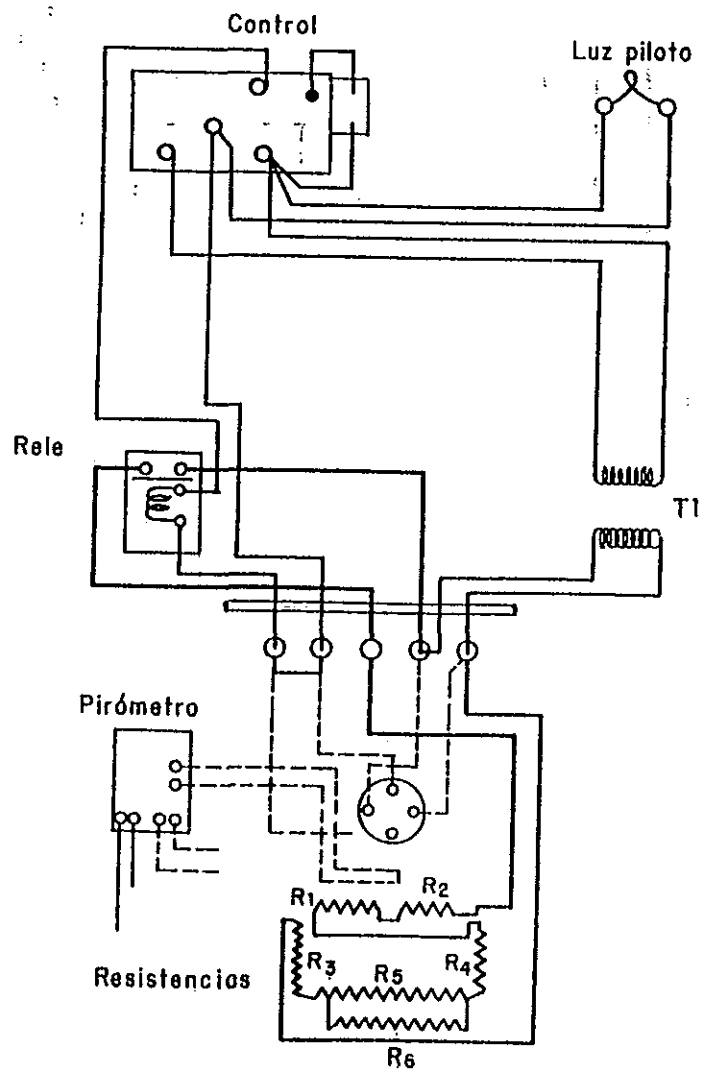 Control
Luz piloto
Rele
T1
Pirómetro
R1
R2
R3
R5
R4
Resistencias
R6